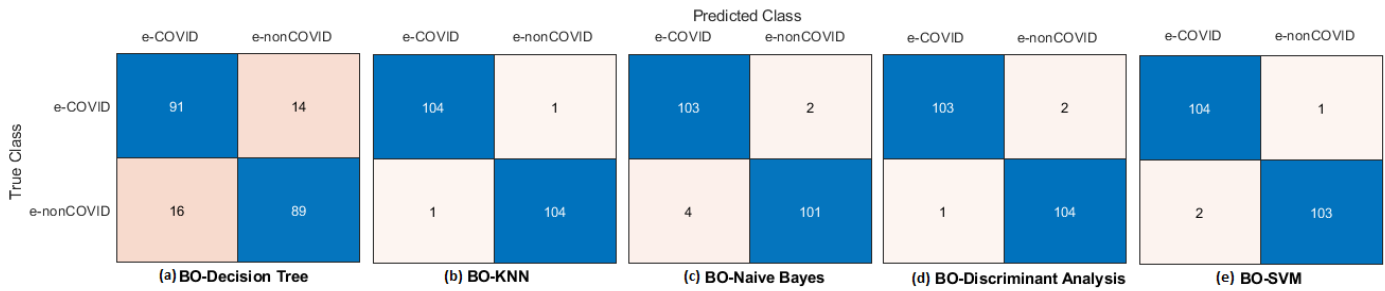 Predicted Class
e-COVID e-nonCOVID e-COVID e-nonCOVID e-COVID e-nonCOVID e-COVID e-nonCOVID e-COVID e-nonCOVID
True Class
e-COVID 91 14 104 1 103 2 103 2 104 1
e-nonCOVID 16 89 1 104 4 101 1 104 2 103
(a) BO-Decision Tree (b) BO-KNN (c) BO-Naive Bayes (d) BO-Discriminant Analysis (e) BO-SVM